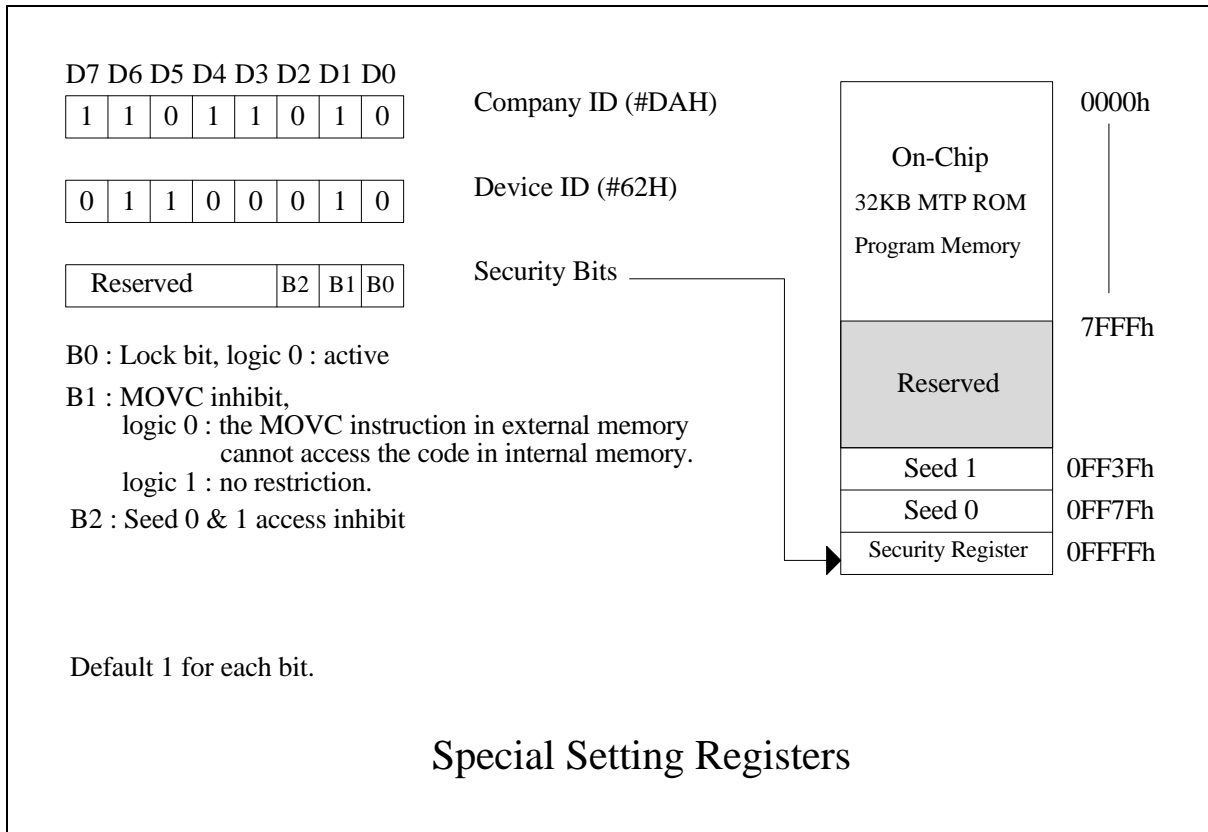 D7 D6 D5 D4 D3 D2 D1 D0
1 1 0 1 1 0 1 0
Company ID (#DAH)
0 1 1 0 0 0 1 0
Device ID (#62H)
Reserved B2 B1 B0
Security Bits
B0 : Lock bit, logic 0 : active
B1 : MOVC inhibit,
logic 0 : the MOVC instruction in external memory
cannot access the code in internal memory.
logic 1 : no restriction.
B2 : Seed 0 & 1 access inhibit
Default 1 for each bit.
0000h
On-Chip
32KB MTP ROM
Program Memory
7FFFh
Reserved
Seed 1 0FF3Fh
Seed 0 0FF7Fh
Security Register 0FFFFh
Special Setting Registers